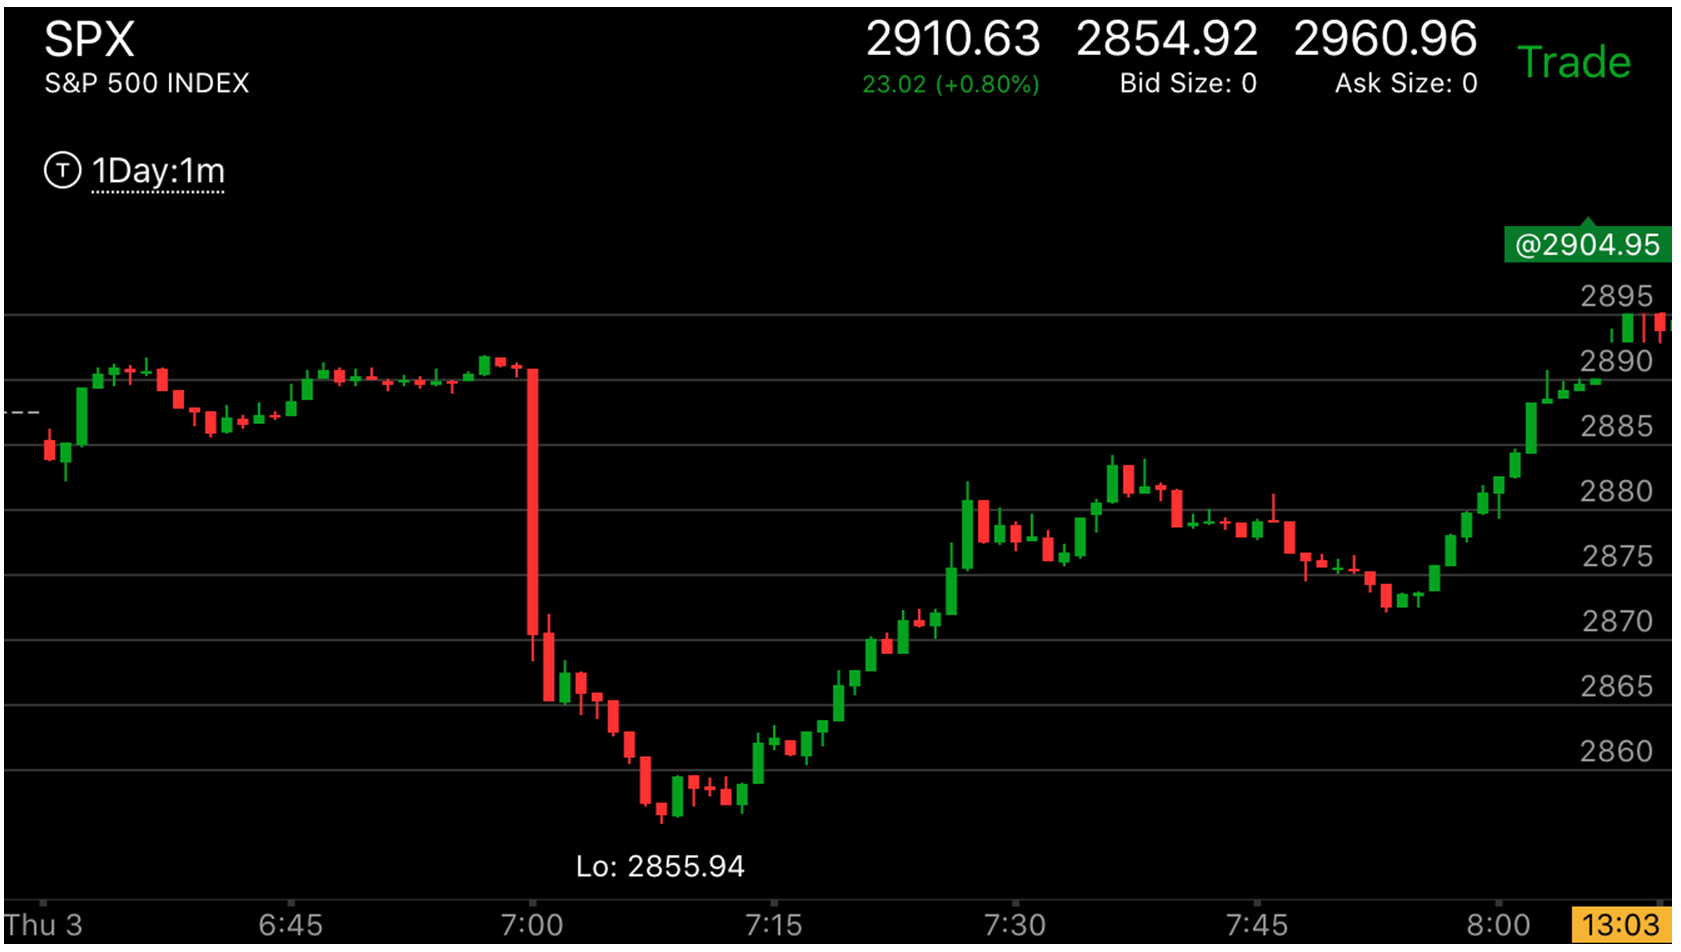 SPX
S&P 500 INDEX
2910.63
23.02 (+0.80%)
2854.92
Bid Size: 0
2960.96
Ask Size: 0
Trade
T 1Day:1m
@2904.95
2895
2890
2885
2880
2875
2870
2865
2860
Lo: 2855.94
Thu 3 6:45 7:00 7:15 7:30 7:45 8:00 13:03